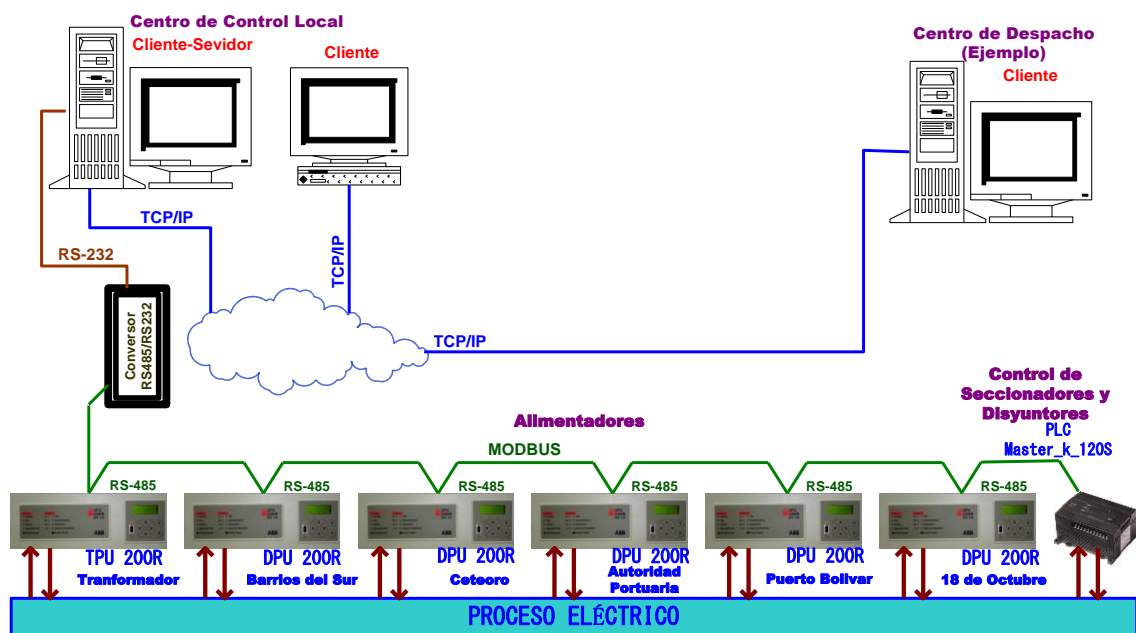 Centro de Control Local
Cliente-Sevidor
Cliente
Centro de Despacho
(Ejemplo)
Cliente
TCP/IP
TCP/IP
RS-232
Conversor
RS485/RS232
TCP/IP
Alimentadores
Control de
Seccionadores y
Disyuntores
PLC
Master_k_120S
MODBUS
RS-485
RS-485
RS-485
RS-485
RS-485
RS-485
ABB
TPU 200R
Tranformador
DPU 200R
Barrios del Sur
DPU 200R
Ceteoro
DPU 200R
Autoridad
Portuaria
DPU 200R
Puerto Bolivar
DPU 200R
18 de Octubre
PROCESO ELÉCTRICO